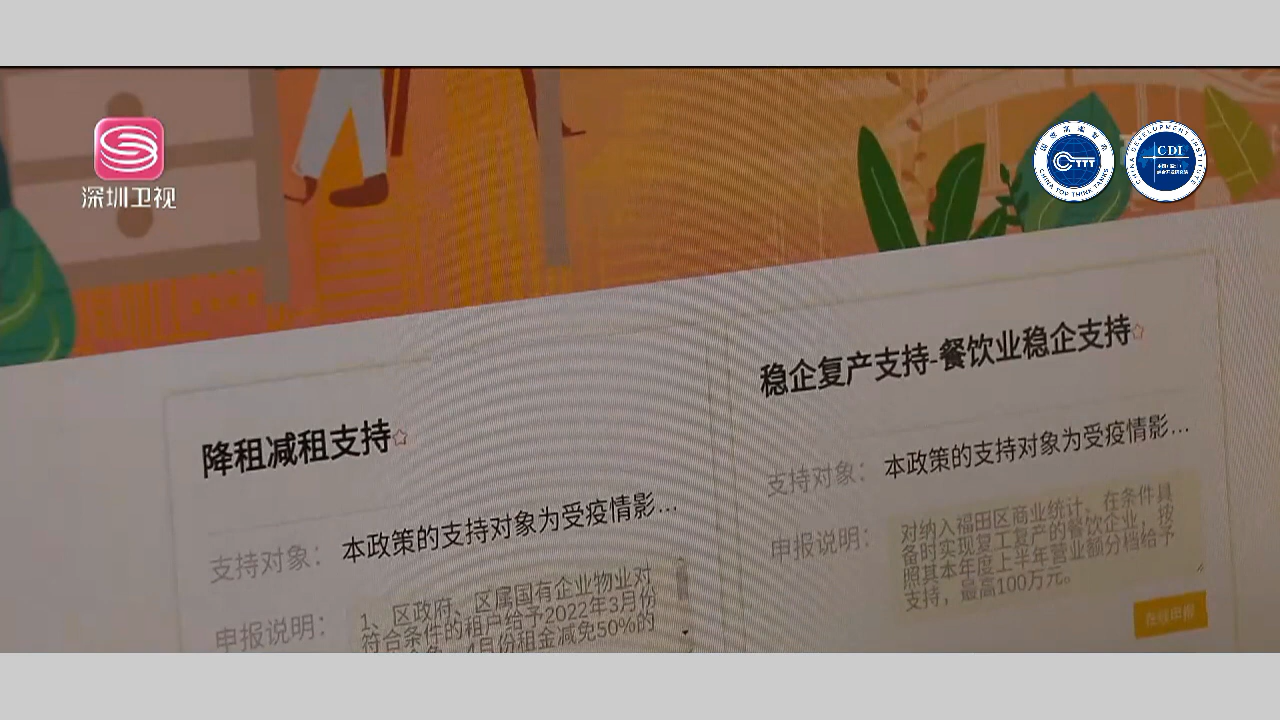 深圳卫视
CHINA TOP THINK TANKS
CHINA DEVELOPMENT INSTITUTE
CDI
降租减租支持
支持对象：
本政策的支持对象为受疫情影...
申报说明：
1、区政府、区属国有企业物业对
符合条件的租户给予2022年3月份
4月份租金减免50%的
稳企复产支持-餐饮业稳企支持
支持对象：
本政策的支持对象为受疫情影...
申报说明：
对纳入福田区商业统计、在条件具
备时实现复工复产的餐饮企业，按
照其本年度上半年营业额分档给予
支持，最高100万元。
在线申报